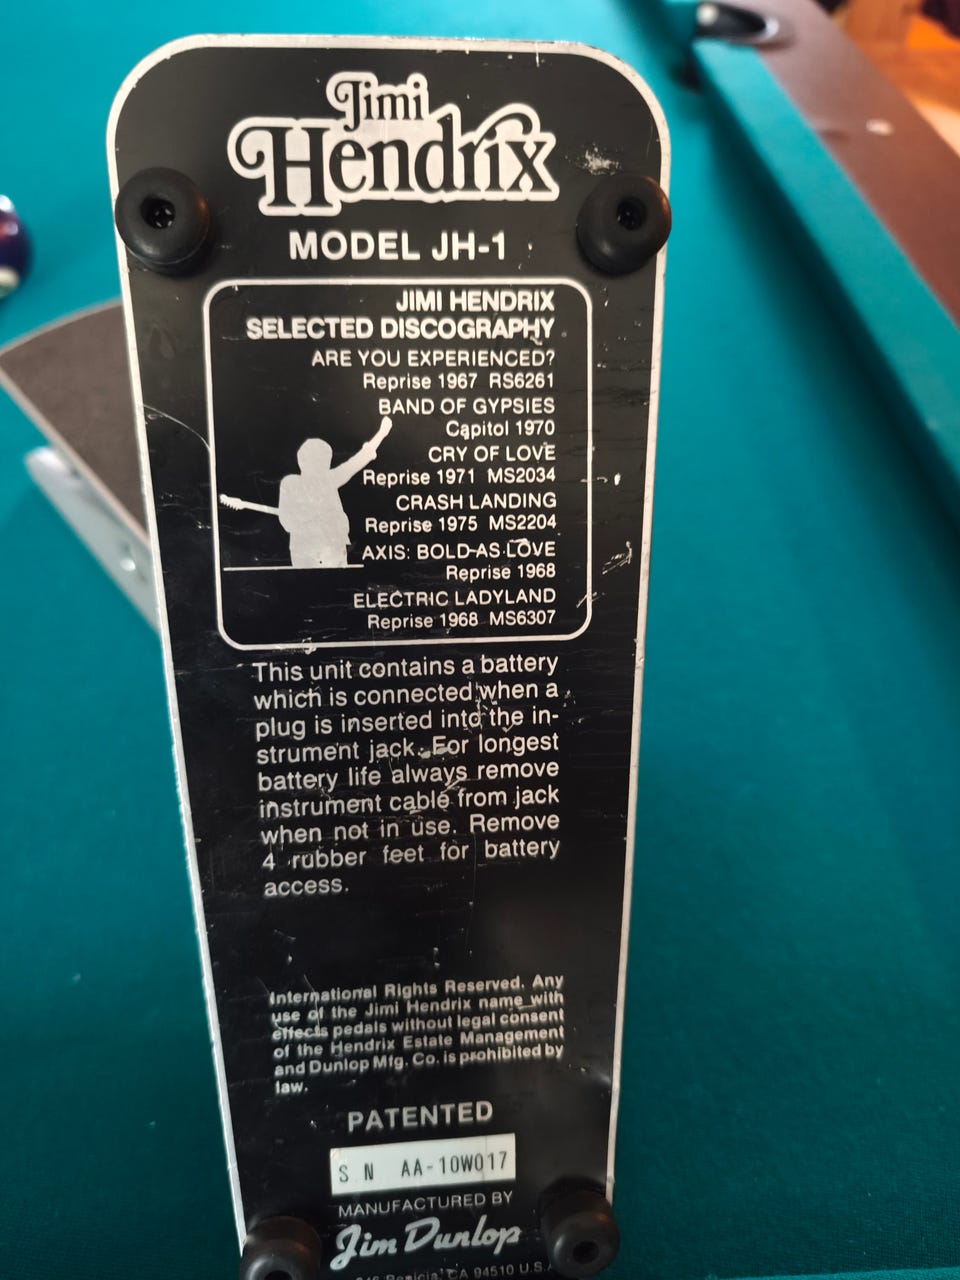 Jimi
Hendrix
MODEL JH-1
JIMI HENDRIX
SELECTED DISCOGRAPHY
ARE YOU EXPERIENCED?
Reprise 1967 RS6261
BAND OF GYPSIES
Capitol 1970
CRY OF LOVE
Reprise 1971 MS2034
CRASH LANDING
Reprise 1975 MS2204
AXIS: BOLD AS LOVE
Reprise 1968
ELECTRIC LADYLAND
Reprise 1968 MS6307
This unit contains a battery
which is connected when a
plug is inserted into the in-
strument jack. For longest
battery life always remove
instrument cable from jack
when not in use. Remove
4 rubber feet for battery
access.
International Rights Reserved. Any
use of the Jimi Hendrix name with
effects pedals without legal consent
of the Hendrix Estate Management
and Dunlop Mfg. Co. is prohibited by
law.
PATENTED
S N AA-10W017
MANUFACTURED BY
Jim Dunlop
Benicia, CA 94510 U.S.A.